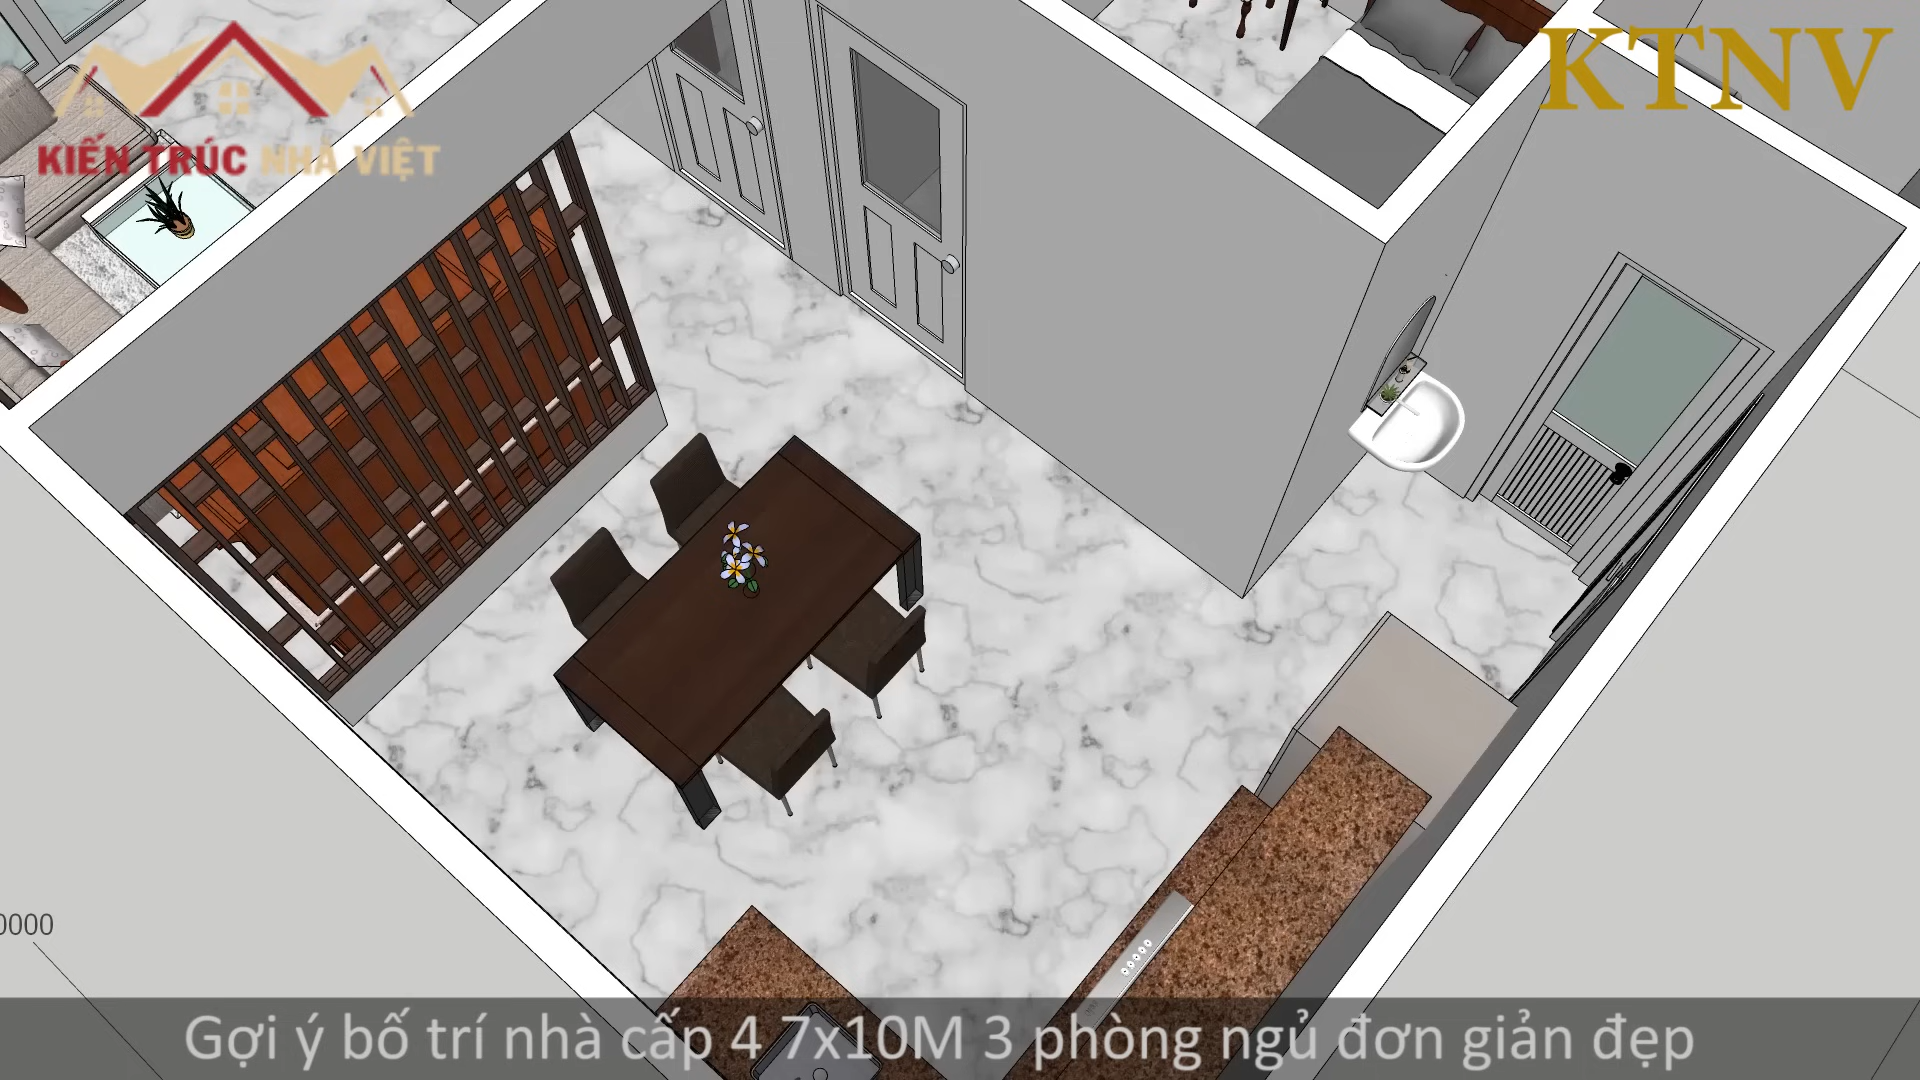 KTNV
KIẾN TRÚC NHÀ VIỆT
0000
Gợi ý bố trí nhà cấp 4 7x10M 3 phòng ngủ đơn giản đẹp